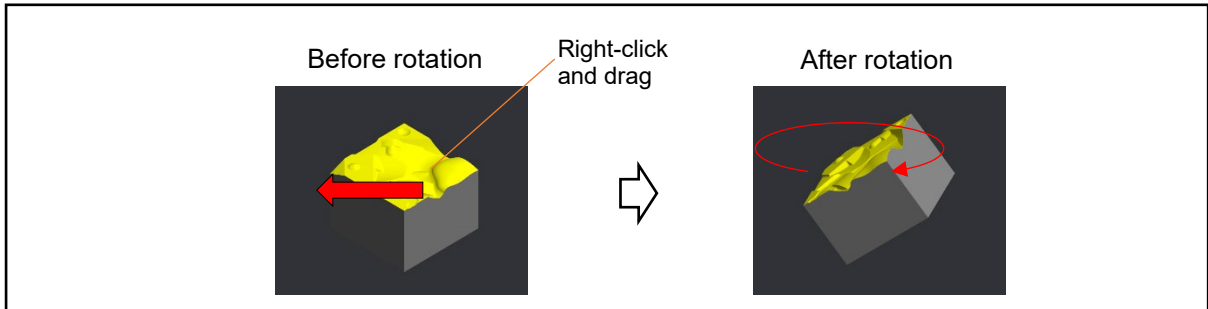 Before rotation
Right-click
and drag
After rotation